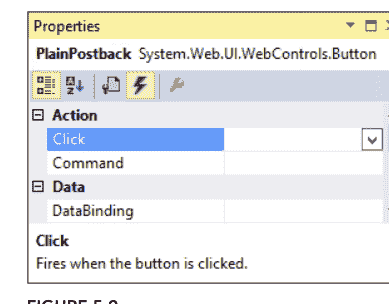 Properties
PlainPostback System.Web.UI.WebControls.Button
Action
Click
Command
Data
DataBinding
Click
Fires when the button is clicked.